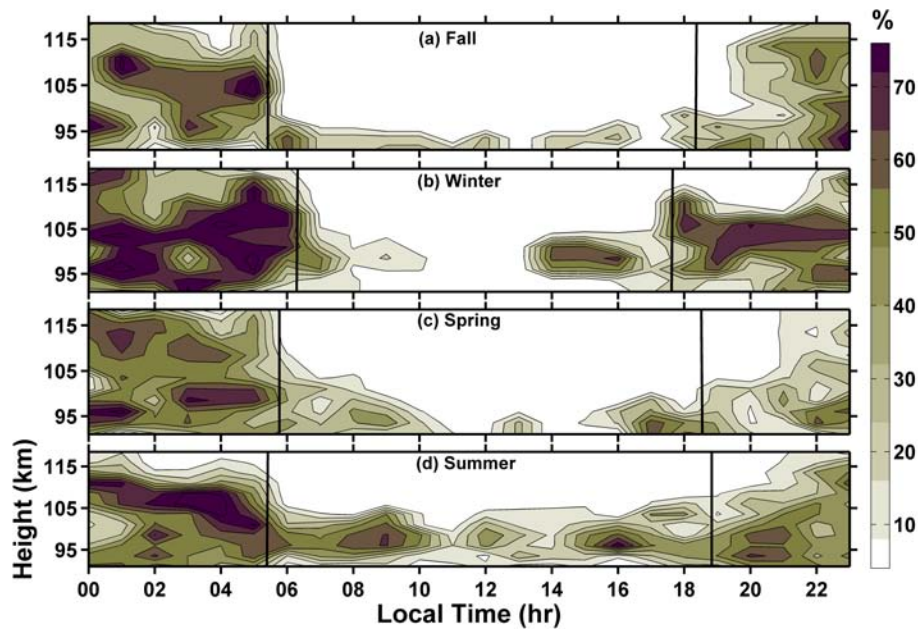 %
115
105
95
(a) Fall
115
105
95
(b) Winter
115
105
95
(c) Spring
115
105
95
(d) Summer
00 02 04 06 08 10 12 14 16 18 20 22
Local Time (hr)
Height (km)
70
60
50
40
30
20
10